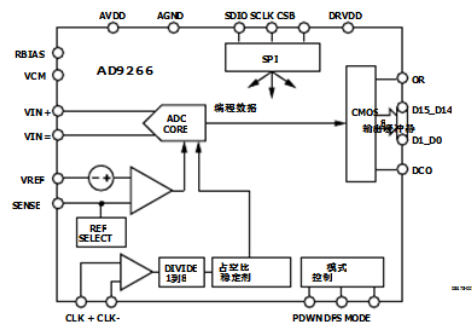 AVDD AGND SDIO SCLK CSB DRVDD
RBIAS
VCM
AD9266
SPI
OR
VIN+
VIN=
ADC
CORE
编程数据
CMOS
输出缓冲器
D15_D14
D1_D0
DCO
VREF
SENSE
REF
SELECT
DIVIDE
1到8
占空比
稳定剂
模式
控制
CLK + CLK-
PDWN DFS MODE